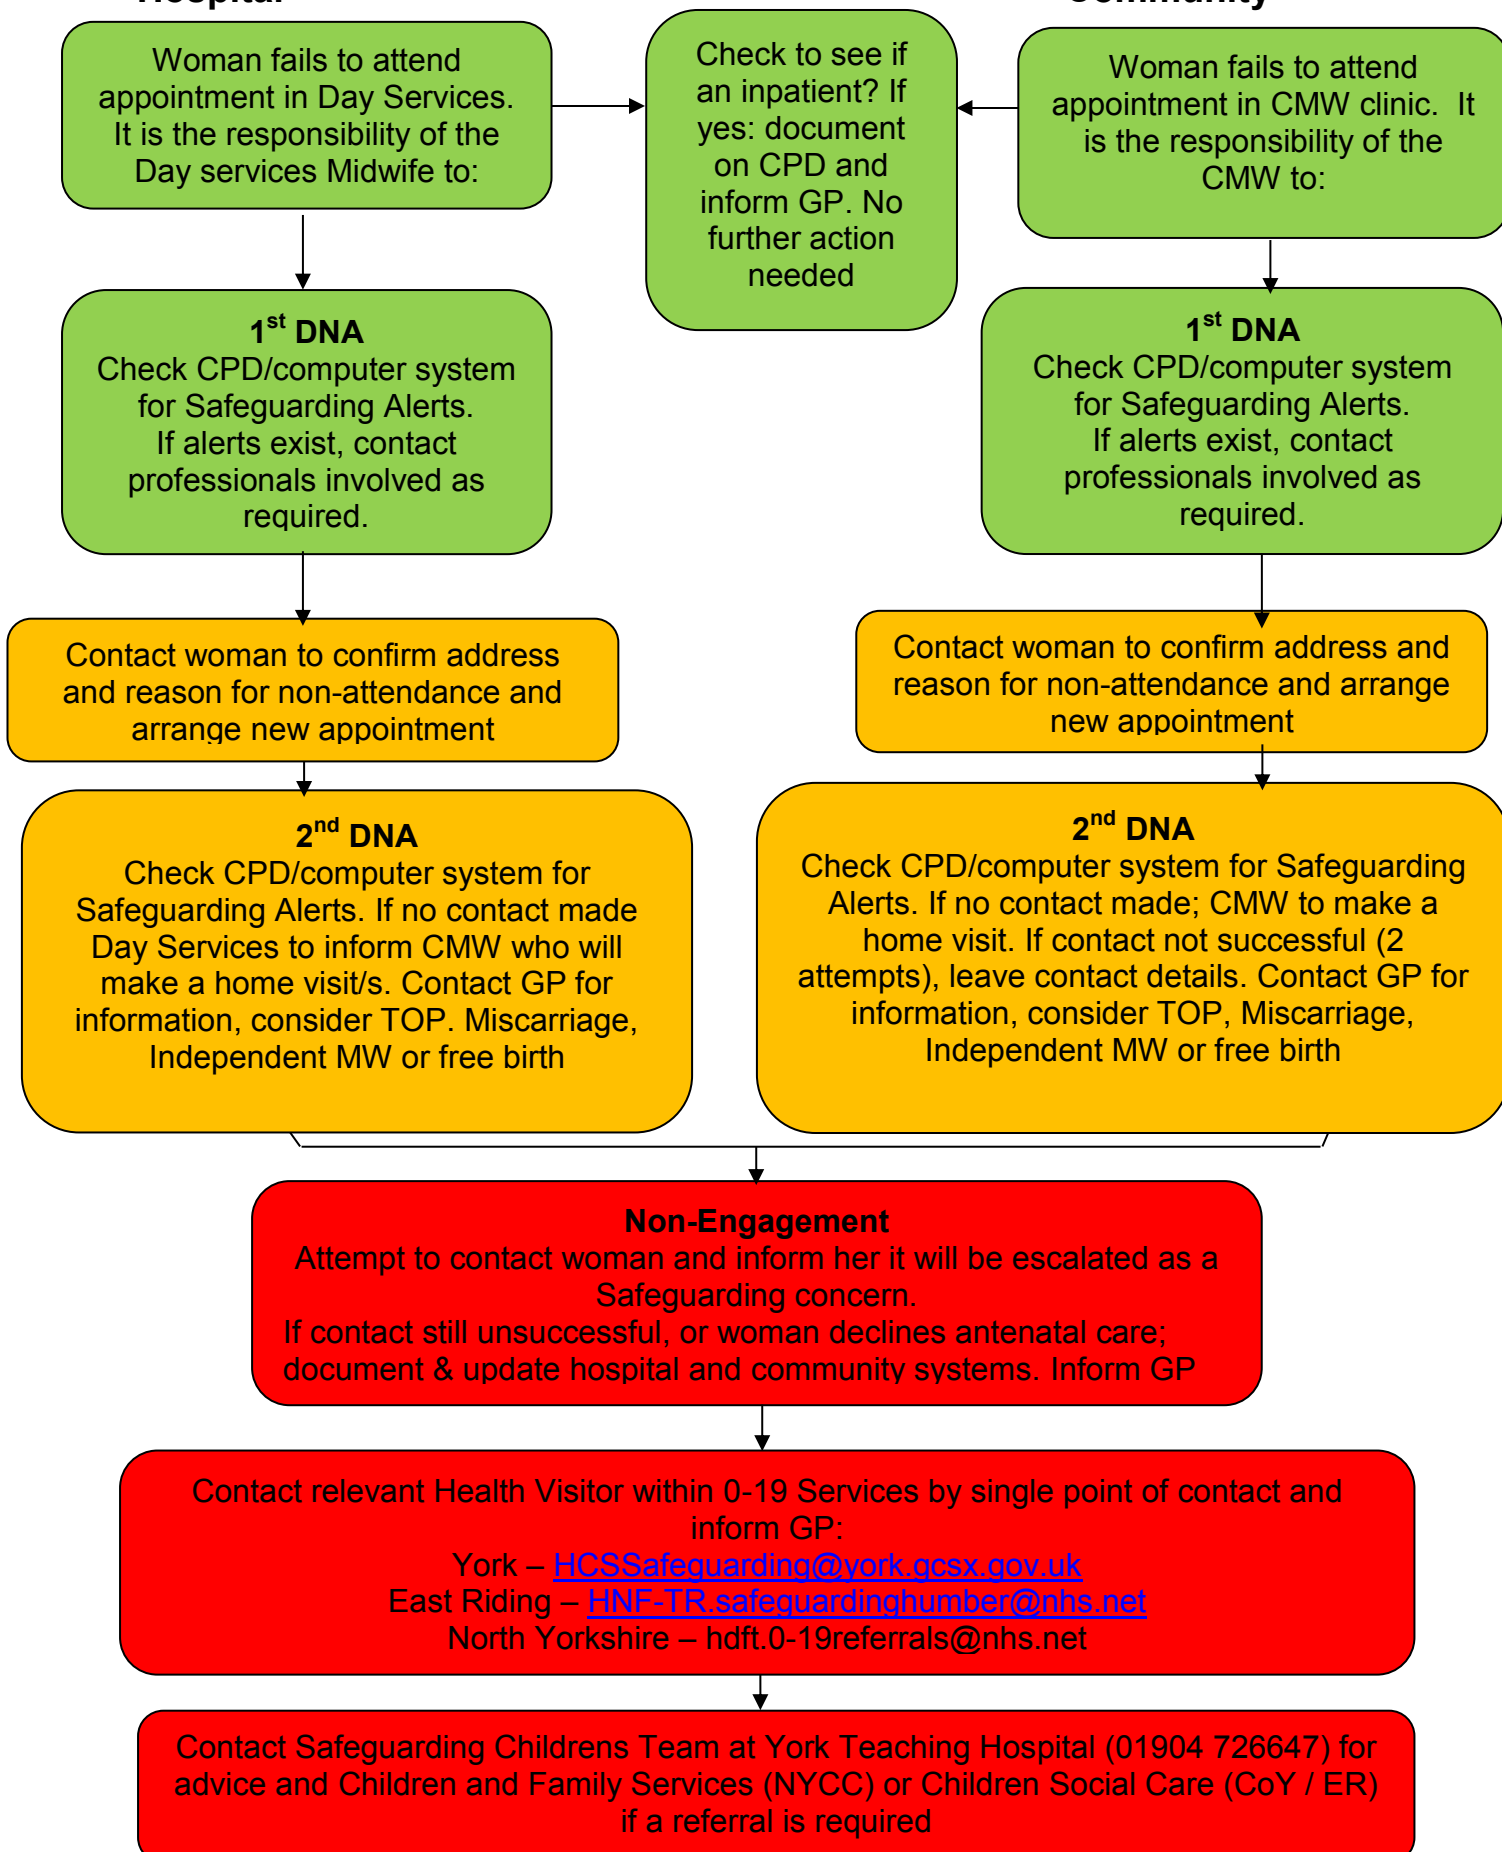 Hospital
Community
Woman fails to attend
appointment in Day Services.
It is the responsibility of the
Day services Midwife to:
Check to see if
an inpatient? If
yes: document
on CPD and
inform GP. No
further action
needed
Woman fails to attend
appointment in CMW clinic. It
is the responsibility of the
CMW to:
1st DNA
Check CPD/computer system
for Safeguarding Alerts.
If alerts exist, contact
professionals involved as
required.
1st DNA
Check CPD/computer system
for Safeguarding Alerts.
If alerts exist, contact
professionals involved as
required.
Contact woman to confirm address
and reason for non-attendance and
arrange new appointment
Contact woman to confirm address and
reason for non-attendance and arrange
new appointment
2nd DNA
Check CPD/computer system for
Safeguarding Alerts. If no contact made
Day Services to inform CMW who will
make a home visit/s. Contact GP for
information, consider TOP. Miscarriage,
Independent MW or free birth
2nd DNA
Check CPD/computer system for Safeguarding
Alerts. If no contact made; CMW to make a
home visit. If contact not successful (2
attempts), leave contact details. Contact GP for
information, consider TOP, Miscarriage,
Independent MW or free birth
Non-Engagement
Attempt to contact woman and inform her it will be escalated as a
Safeguarding concern.
If contact still unsuccessful, or woman declines antenatal care;
document & update hospital and community systems. Inform GP
Contact relevant Health Visitor within 0-19 Services by single point of contact and
inform GP:
York – HCSSafeguarding@york.gcsx.gov.uk
East Riding – HNF-TR.safeguardinghumber@nhs.net
North Yorkshire – hdft.0-19referrals@nhs.net
Contact Safeguarding Childrens Team at York Teaching Hospital (01904 726647) for
advice and Children and Family Services (NYCC) or Children Social Care (CoY / ER)
if a referral is required